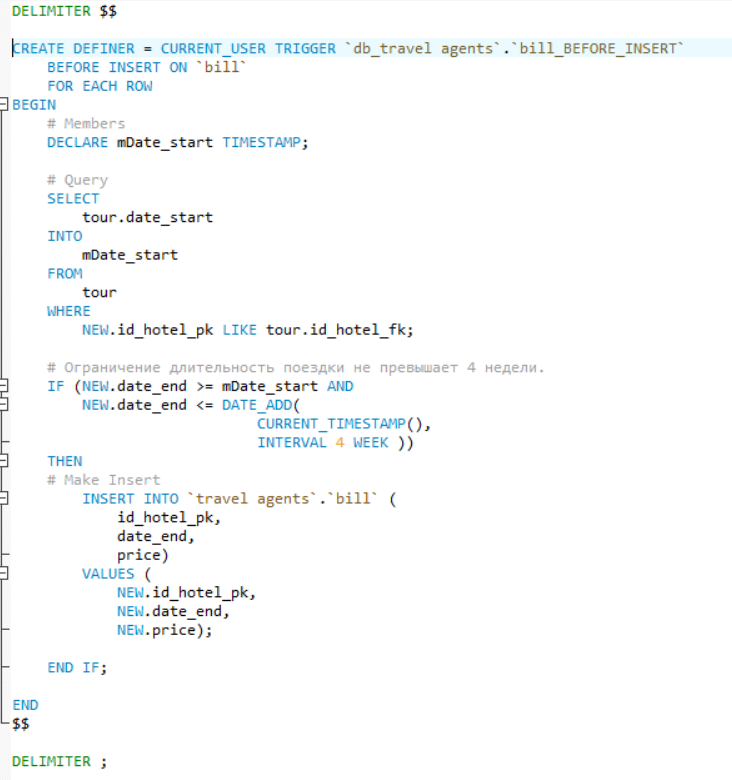 DELIMITER $$
CREATE DEFINER = CURRENT_USER TRIGGER `db_travel agents`.`bill_BEFORE_INSERT`
BEFORE INSERT ON `bill`
FOR EACH ROW
BEGIN
# Members
DECLARE mDate_start TIMESTAMP;
# Query
SELECT
tour.date_start
INTO
mDate_start
FROM
tour
WHERE
NEW.id_hotel_pk LIKE tour.id_hotel_fk;
# Ограничение длительность поездки не превышает 4 недели.
IF (NEW.date_end >= mDate_start AND
NEW.date_end <= DATE_ADD(
CURRENT_TIMESTAMP(),
INTERVAL 4 WEEK ))
THEN
# Make Insert
INSERT INTO `travel agents`.`bill` (
id_hotel_pk,
date_end,
price)
VALUES (
NEW.id_hotel_pk,
NEW.date_end,
NEW.price);
END IF;
END
$$
DELIMITER ;